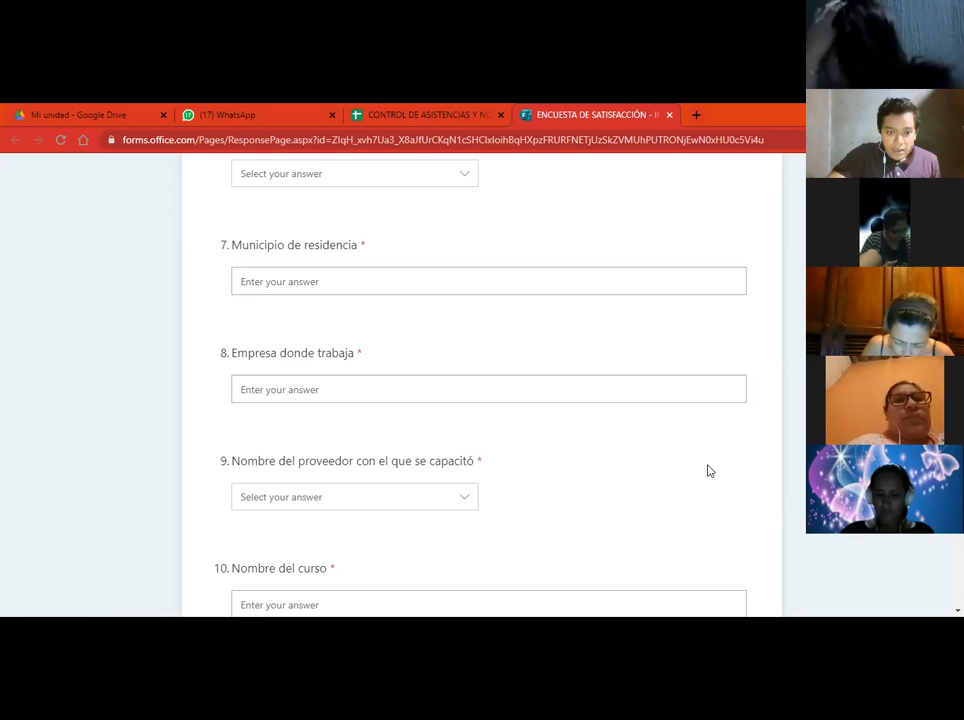 Mi unidad - Google Drive
(17) WhatsApp
CONTROL DE ASISTENCIAS Y NO
ENCUESTA DE SATISFACCIÓN - I
forms.office.com/Pages/ResponsePage.aspx?id=
Select your answer
7. Municipio de residencia *
Enter your answer
8. Empresa donde trabaja *
Enter your answer
9. Nombre del proveedor con el que se capacitó *
Select your answer
10. Nombre del curso *
Enter your answer